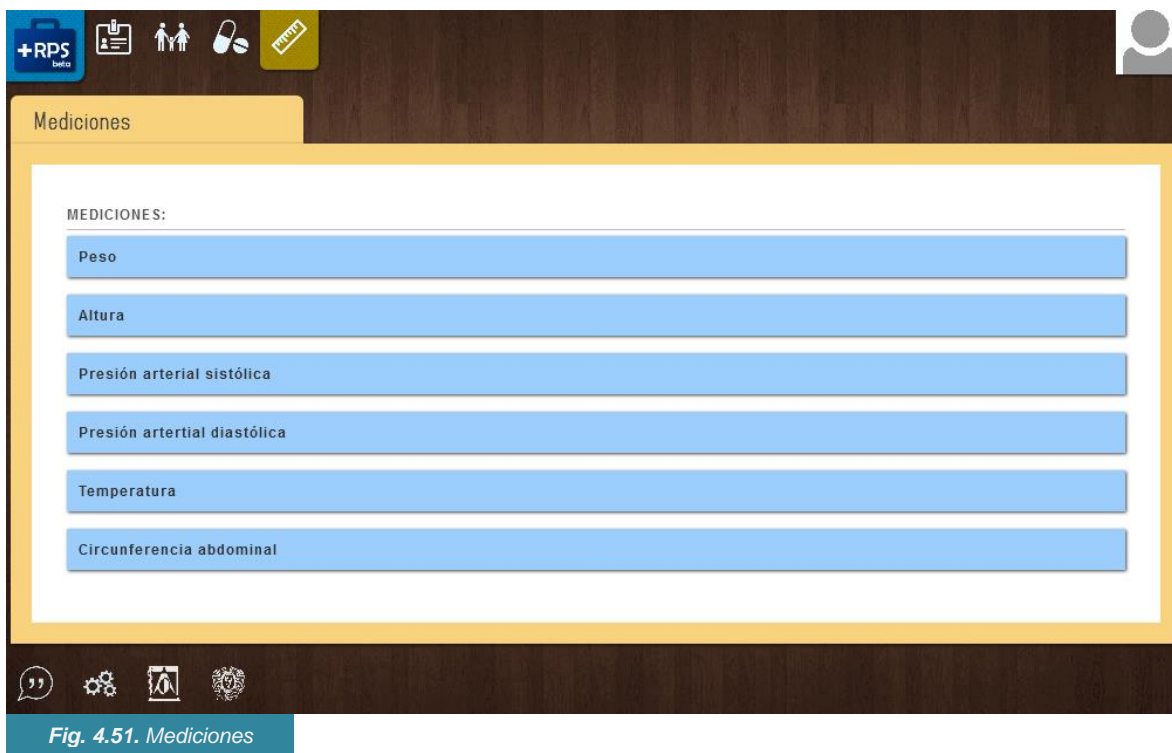 +RPS
beta
Mediciones
MEDICIONES:
Peso
Altura
Presión arterial sistólica
Presión artertial diastólica
Temperatura
Circunferencia abdominal
Fig. 4.51. Mediciones